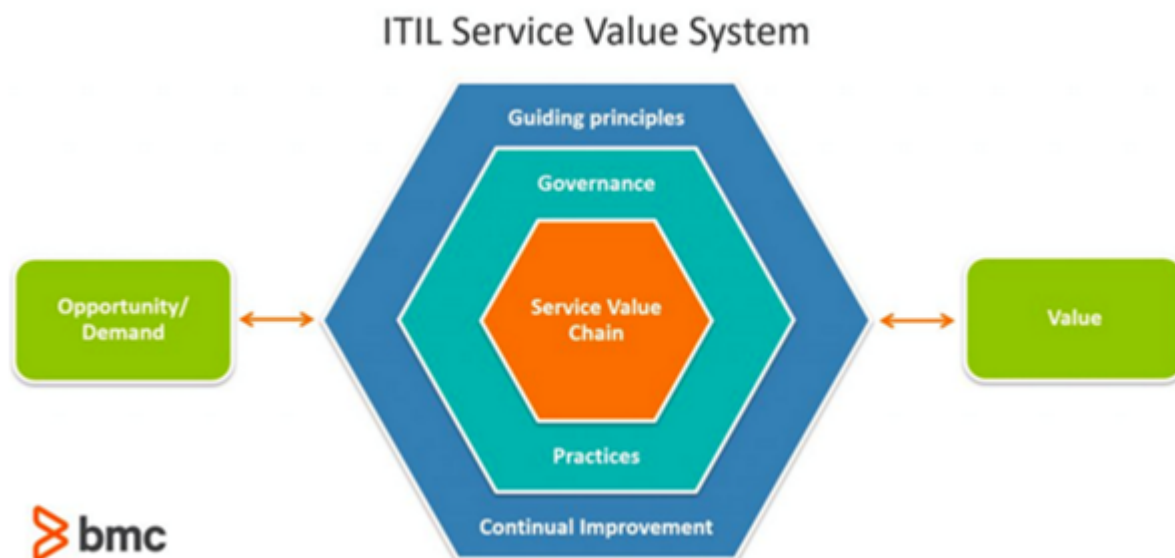 ITIL Service Value System
Guiding principles
Governance
Opportunity/
Demand
Service Value
Chain
Value
Practices
Continual Improvement
bmc